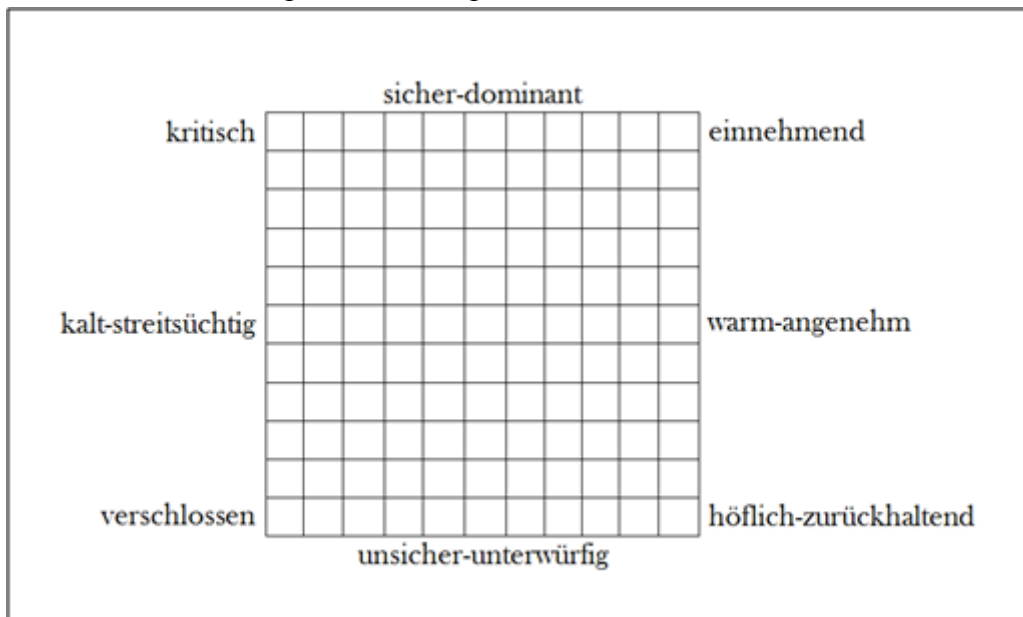 sicher-dominant
kritisch einnehmend
kalt-streitsüchtig warm-angenehm
verschlossen höflich-zurückhaltend
unsicher-unterwürfig